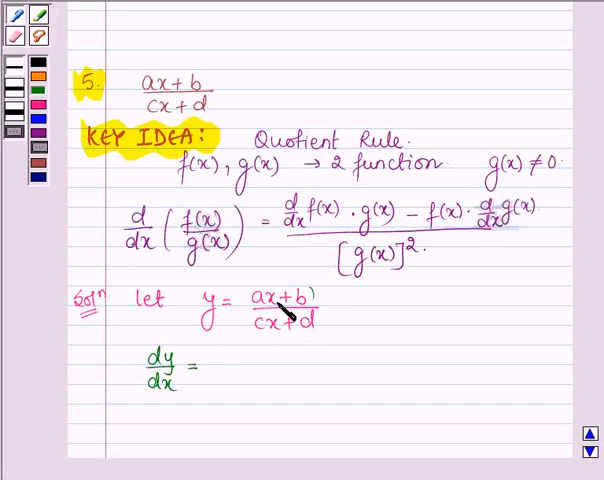 5. ax+b / cx+d
KEY IDEA: Quotient Rule.
f(x), g(x) → 2 function. g(x) ≠ 0.
d/dx (f(x)/g(x)) = (d/dx f(x) · g(x) − f(x) · d/dx g(x)) / [g(x)]².
Solⁿ let y = ax+b / cx+d
dy/dx =